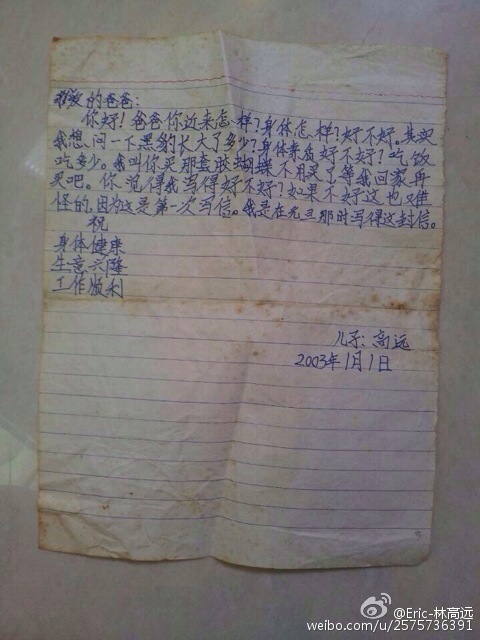 亲爱的爸爸：
你好！爸爸你近来怎样？身体怎样？好不好。其实
我想问一下黑豹长大了多少？身体素质好不好？吃饭
吃多少。我叫你买那套胶蝴蝶不用买了等我回家再
买吧。你觉得我写得好不好？如果不好这也难
怪的，因为这是第一次写信。我是在元旦那时写得这封信。
祝
身体健康
生意兴隆
工作顺利
儿子：高远
2003年1月1日
@Eric-林高远
weibo.com/u/2575736391